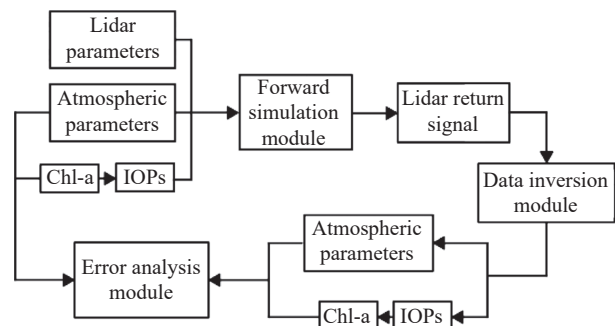 Lidar
parameters
Atmospheric
parameters
Chl-a
IOPs
Forward
simulation
module
Lidar return
signal
Data inversion
module
Atmospheric
parameters
Chl-a
IOPs
Error analysis
module